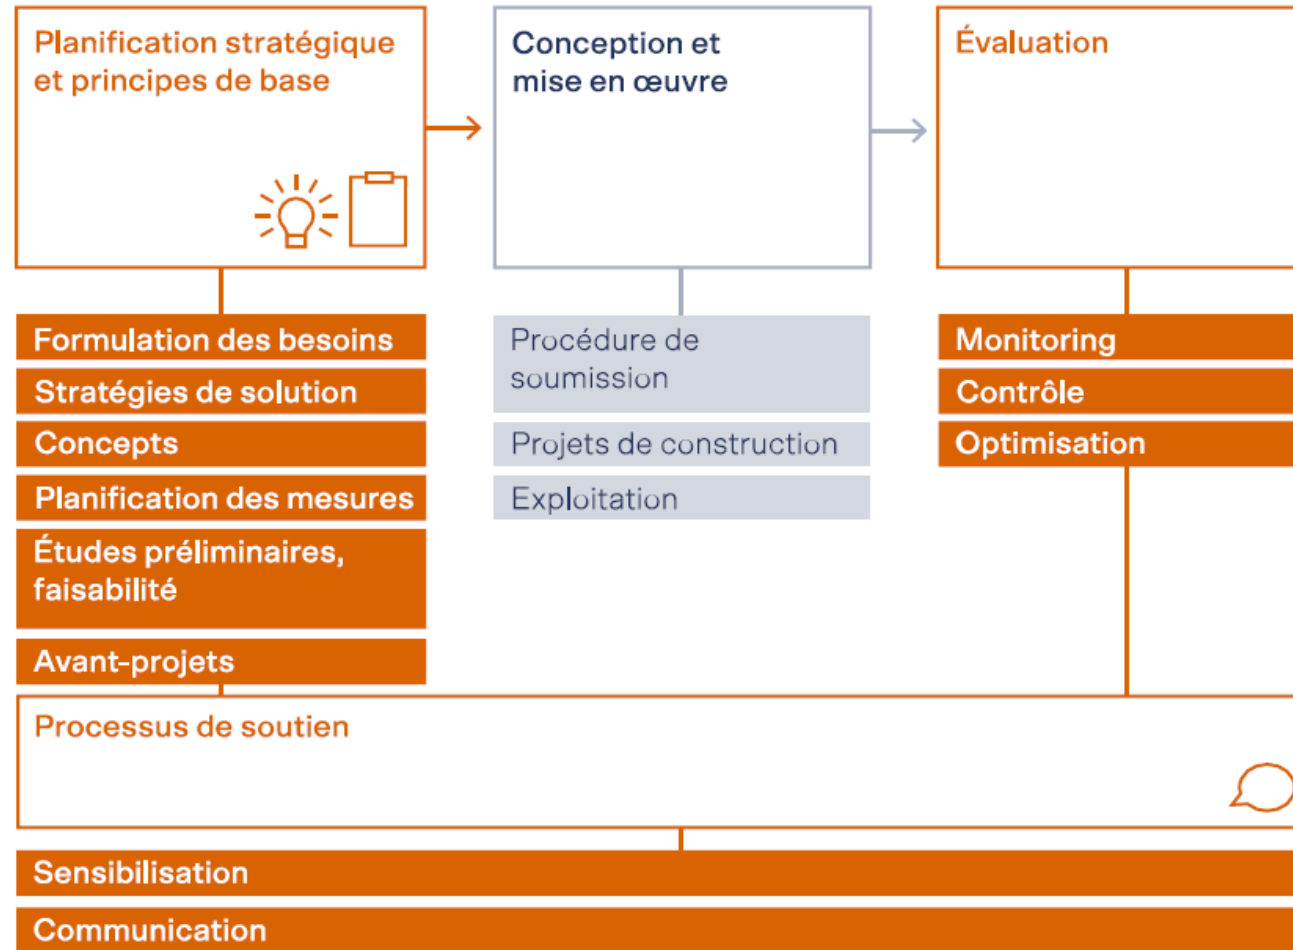 Planification stratégique
et principes de base
Formulation des besoins
Stratégies de solution
Concepts
Planification des mesures
Études préliminaires,
faisabilité
Avant-projets
Conception et
mise en œuvre
Procédure de
soumission
Projets de construction
Exploitation
Évaluation
Monitoring
Contrôle
Optimisation
Processus de soutien
Sensibilisation
Communication